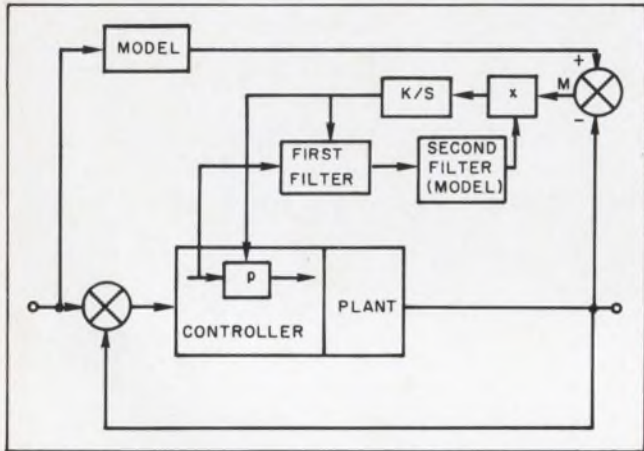 MODEL
+
M
-
K/S
x
FIRST
FILTER
SECOND
FILTER
(MODEL)
p
PLANT
CONTROLLER